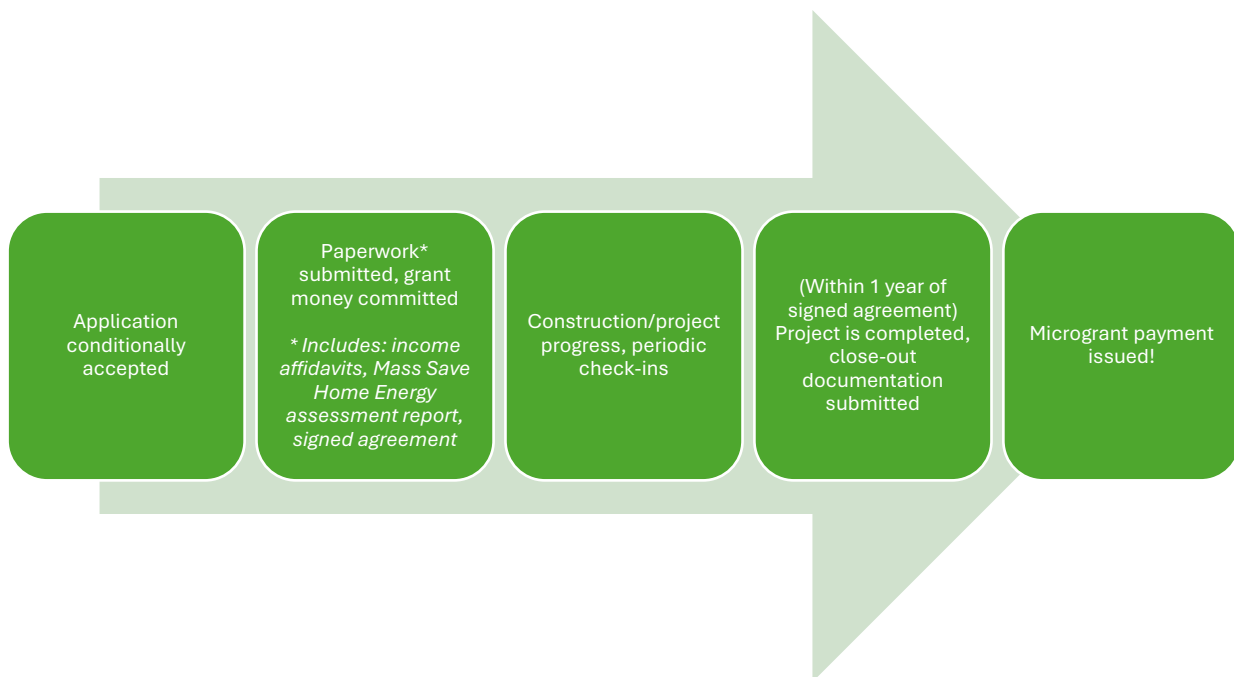 Application
conditionally
accepted
Paperwork*
submitted, grant
money committed
* Includes: income
affidavits, Mass Save
Home Energy
assessment report,
signed agreement
Construction/project
progress, periodic
check-ins
(Within 1 year of
signed agreement)
Project is completed,
close-out
documentation
submitted
Microgrant payment
issued!